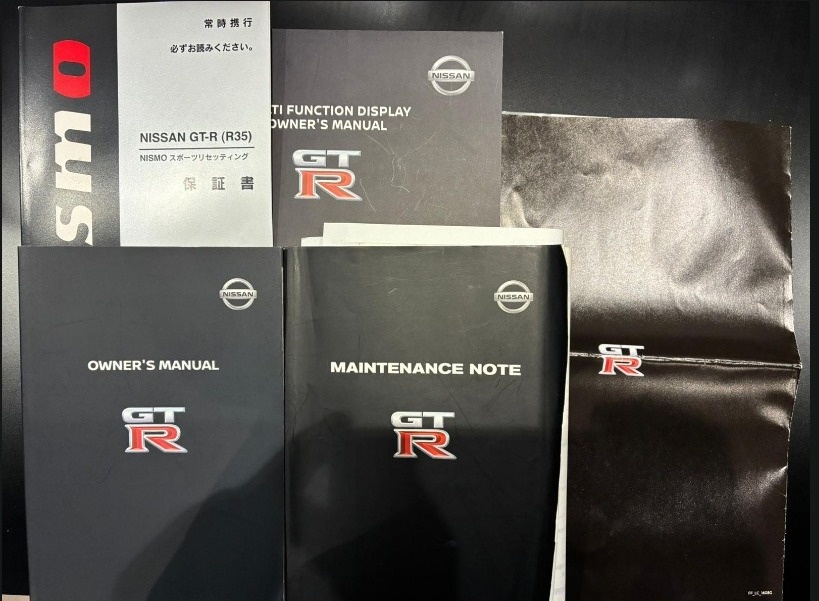 nismo
常時携行
必ずお読みください。
NISSAN GT-R (R35)
NISMO スポーツリセッティング
保証書
NISSAN
TI FUNCTION DISPLAY
OWNER'S MANUAL
GT
R
NISSAN
OWNER'S MANUAL
GT
R
NISSAN
MAINTENANCE NOTE
GT
R
GT
R